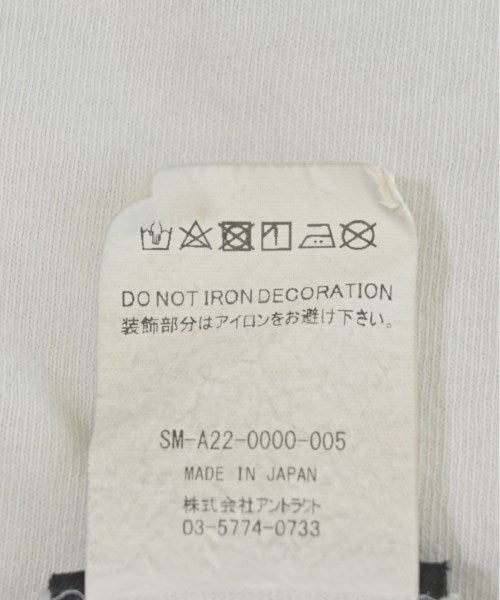 DO NOT IRON DECORATION
装飾部分はアイロンをお避け下さい。
SM-A22-0000-005
MADE IN JAPAN
株式会社アントラクト
03-5774-0733